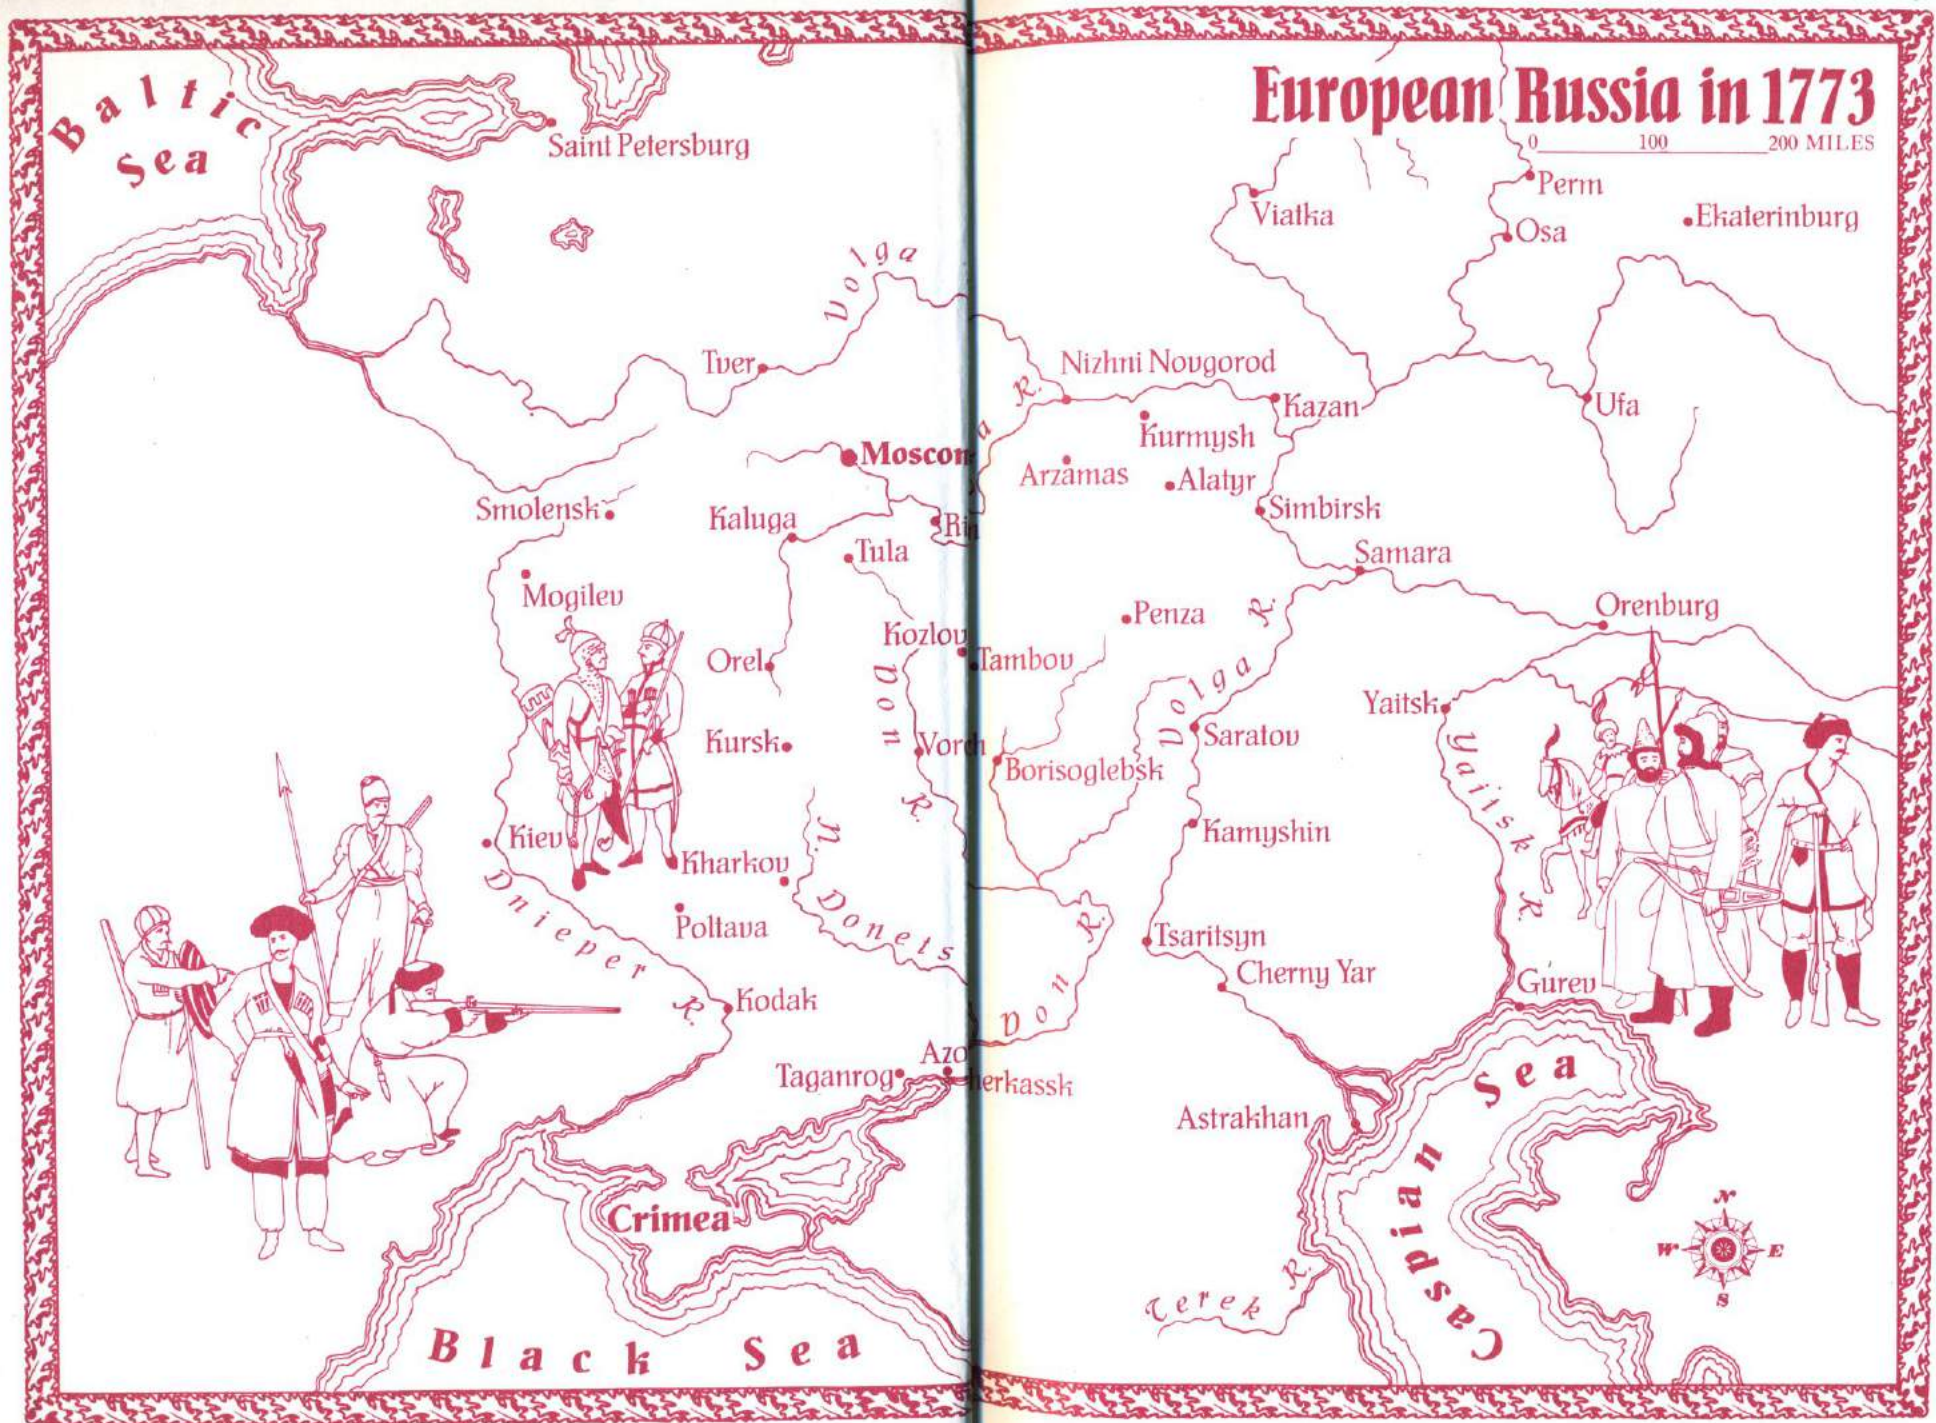 European Russia in 1773
0 100 200 MILES
Baltic
Sea
Saint Petersburg
Perm
Viatka
Osa
Ekaterinburg
Volga
Tver
Nizhni Novgorod
R.
Kazan
Ufa
Kurmysh
Moscow
Arzamas
Alatyr
Smolensk
Kaluga
Simbirsk
Tula
Samara
Mogilev
Penza
Volga R.
Orenburg
Kozlov
Orel
Tambov
Don R.
Yaitsk
Kursk
Saratov
Borisoglebsk
Yaitsk R.
Kiev
Kamyshin
N. Donets
Kharkov
Dnieper R.
Poltava
Don R.
Tsaritsyn
Cherny Yar
Gurev
Kodak
Taganrog
Astrakhan
Caspian Sea
Crimea
Terek R.
Black Sea
N
W E
S